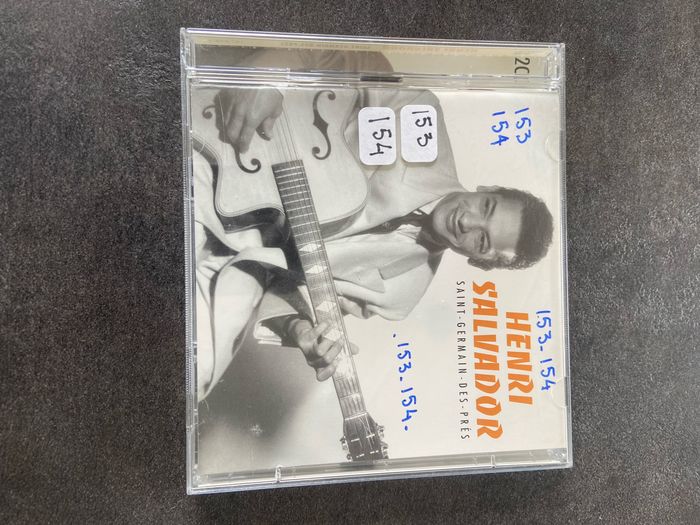 2C
153
154
153
154
HENRI
SALVADOR
SAINT-GERMAIN-DES-PRÉS
153-154
.153-154-